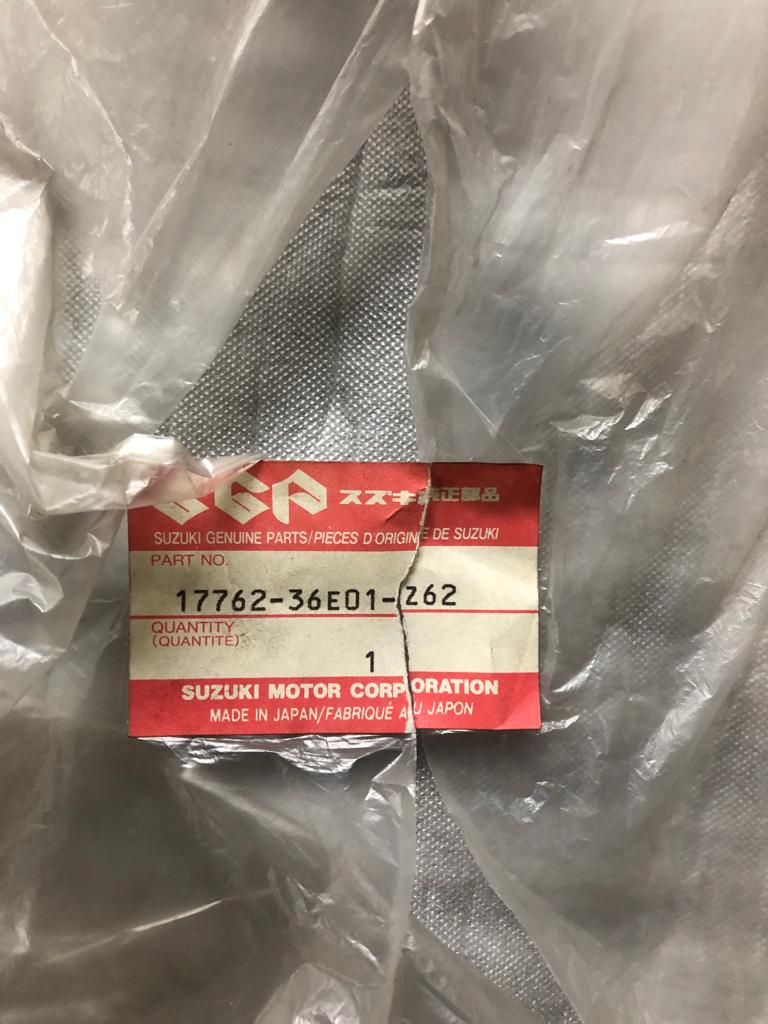 SGP スズキ純正部品
SUZUKI GENUINE PARTS/PIECES D'ORIGINE DE SUZUKI
PART NO.
17762-36E01-Z62
QUANTITY
(QUANTITE)
1
SUZUKI MOTOR CORPORATION
MADE IN JAPAN/FABRIQUÉ AU JAPON